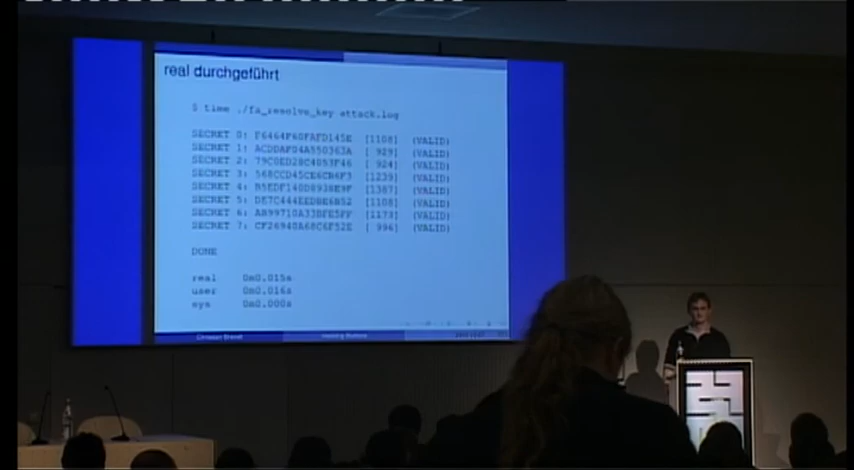 real durchgeführt
$ time ./fa_resolve_key attack.log
SECRET 0: F6464F60FAFD145E [1108] (VALID)
SECRET 1: ACDDAF04A550363A [ 929] (VALID)
SECRET 2: 79C0ED28C4053F46 [ 924] (VALID)
SECRET 3: 568CCD45CE6CB6F3 [1239] (VALID)
SECRET 4: B5EDF140D8938E9F [1387] (VALID)
SECRET 5: DE7C444EEDBE6B52 [1108] (VALID)
SECRET 6: AB99710A33BFE5FF [1173] (VALID)
SECRET 7: CF26940A68C6F52E [ 996] (VALID)
DONE
real 0m0.015s
user 0m0.016s
sys 0m0.000s